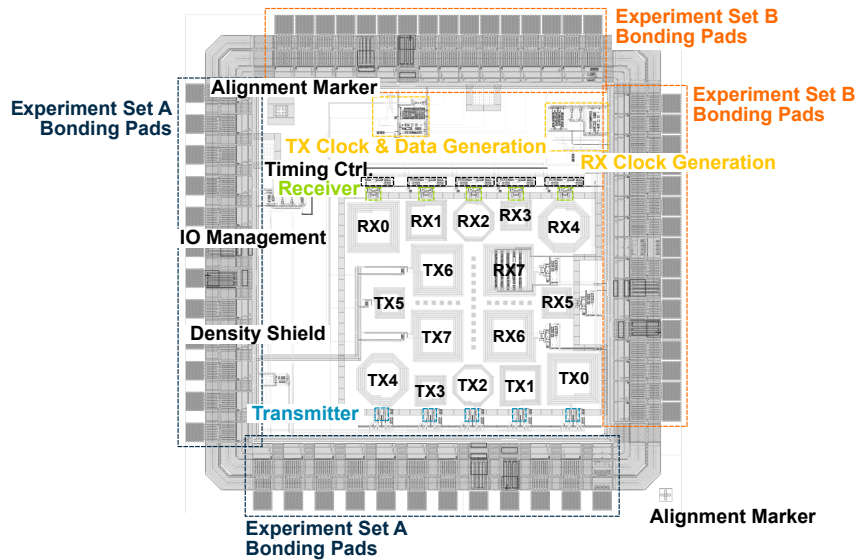 Experiment Set B
Bonding Pads
Alignment Marker
Experiment Set A
Bonding Pads
Experiment Set B
Bonding Pads
TX Clock & Data Generation
RX Clock Generation
Timing Ctrl.
Receiver
RX0 RX1 RX2 RX3 RX4
IO Management
TX6 RX7
TX5 RX5
Density Shield
TX7 RX6
TX4 TX3 TX2 TX1 TX0
Transmitter
Alignment Marker
Experiment Set A
Bonding Pads